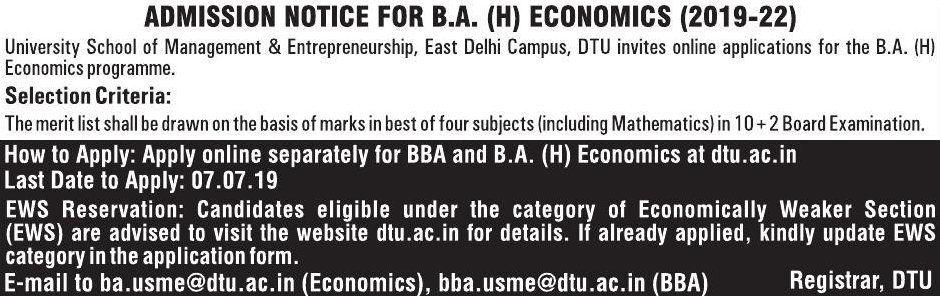 ADMISSION NOTICE FOR B.A. (H) ECONOMICS (2019-22)
University School of Management & Entrepreneurship, East Delhi Campus, DTU invites online applications for the B.A. (H)
Economics programme.
Selection Criteria:
The merit list shall be drawn on the basis of marks in best of four subjects (including Mathematics) in 10+2 Board Examination.
How to Apply: Apply online separately for BBA and B.A. (H) Economics at dtu.ac.in
Last Date to Apply: 07.07.19
EWS Reservation: Candidates eligible under the category of Economically Weaker Section
(EWS) are advised to visit the website dtu.ac.in for details. If already applied, kindly update EWS
category in the application form.
E-mail to ba.usme@dtu.ac.in (Economics), bba.usme@dtu.ac.in (BBA) Registrar, DTU